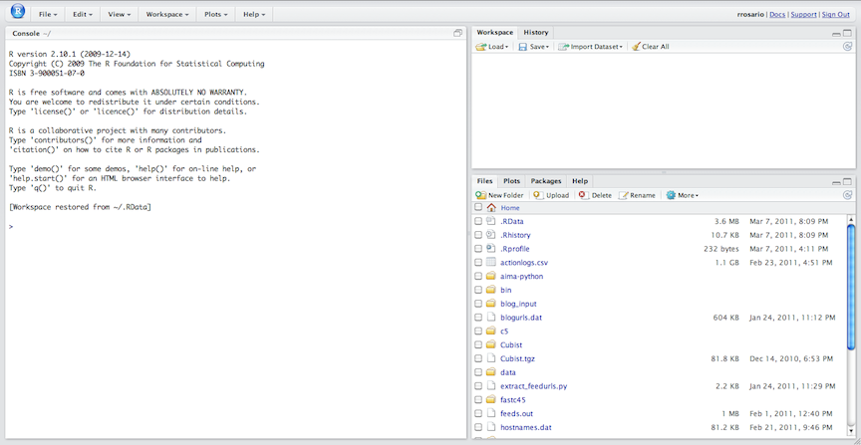 R File Edit View Workspace Plots Help rrosario | Docs | Support | Sign Out
Console ~/
R version 2.10.1 (2009-12-14)
Copyright (C) 2009 The R Foundation for Statistical Computing
ISBN 3-900051-07-0
R is free software and comes with ABSOLUTELY NO WARRANTY.
You are welcome to redistribute it under certain conditions.
Type 'license()' or 'licence()' for distribution details.
R is a collaborative project with many contributors.
Type 'contributors()' for more information and
'citation()' on how to cite R or R packages in publications.
Type 'demo()' for some demos, 'help()' for on-line help, or
'help.start()' for an HTML browser interface to help.
Type 'q()' to quit R.
[Workspace restored from ~/.RData]
>
Workspace History
Load Save Import Dataset Clear All
Files Plots Packages Help
New Folder Upload Delete Rename More
Home
.RData 3.6 MB Mar 7, 2011, 8:09 PM
.Rhistory 10.7 KB Mar 7, 2011, 8:09 PM
.Rprofile 232 bytes Mar 7, 2011, 4:11 PM
actionlogs.csv 1.1 GB Feb 23, 2011, 4:51 PM
aima-python
bin
blog_input
blogurls.dat 604 KB Jan 24, 2011, 11:12 PM
c5
Cubist
Cubist.tgz 81.8 KB Dec 14, 2010, 6:53 PM
data
extract_feedurls.py 2.2 KB Jan 24, 2011, 11:29 PM
fastc45
feeds.out 1 MB Feb 1, 2011, 12:40 PM
hostnames.dat 81.2 KB Feb 21, 2011, 9:46 PM